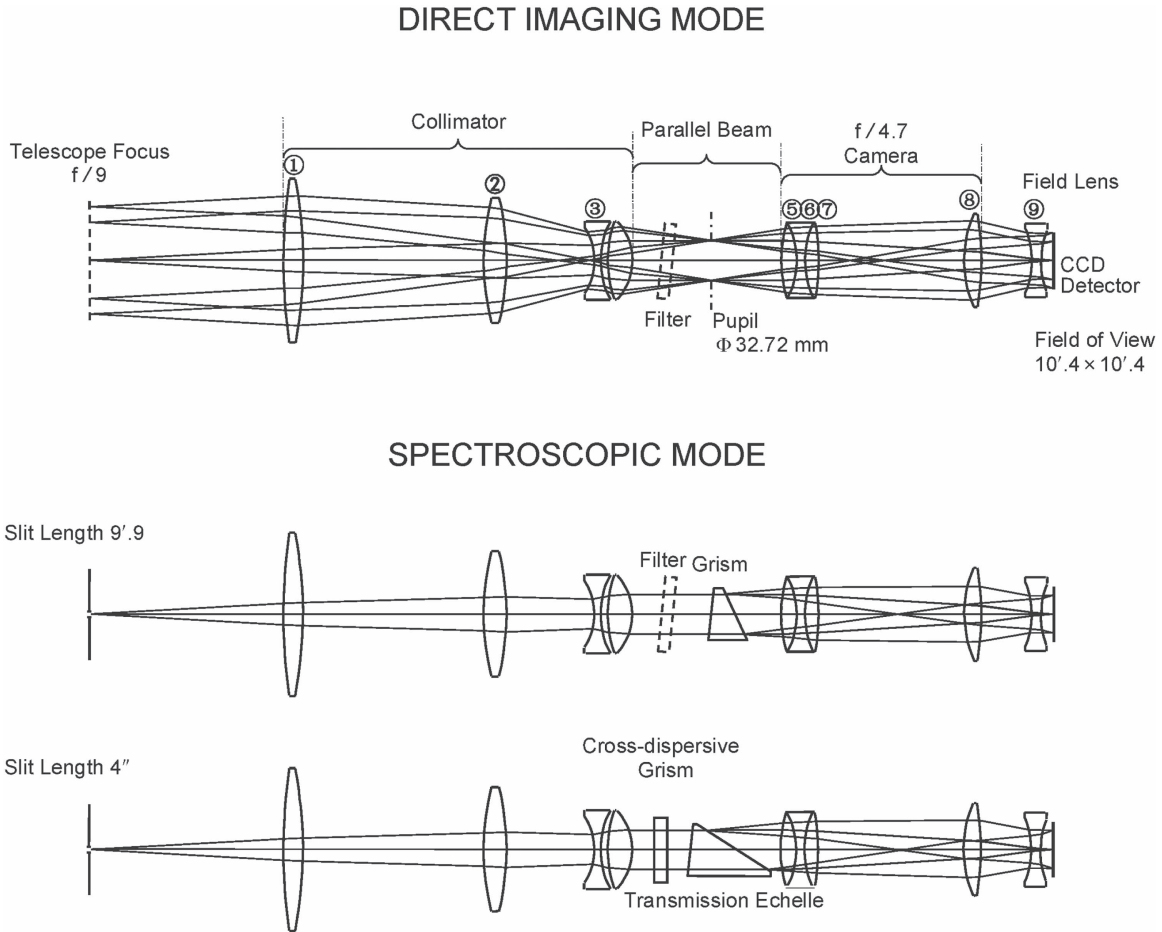 DIRECT IMAGING MODE
Telescope Focus
f / 9
Collimator
Parallel Beam
f / 4.7
Camera
Field Lens
①
②
③
⑤⑥⑦
⑧
⑨
CCD
Detector
Filter
Pupil
Φ 32.72 mm
Field of View
10′.4 × 10′.4
SPECTROSCOPIC MODE
Slit Length 9′.9
Filter
Grism
Slit Length 4″
Cross-dispersive
Grism
Transmission Echelle